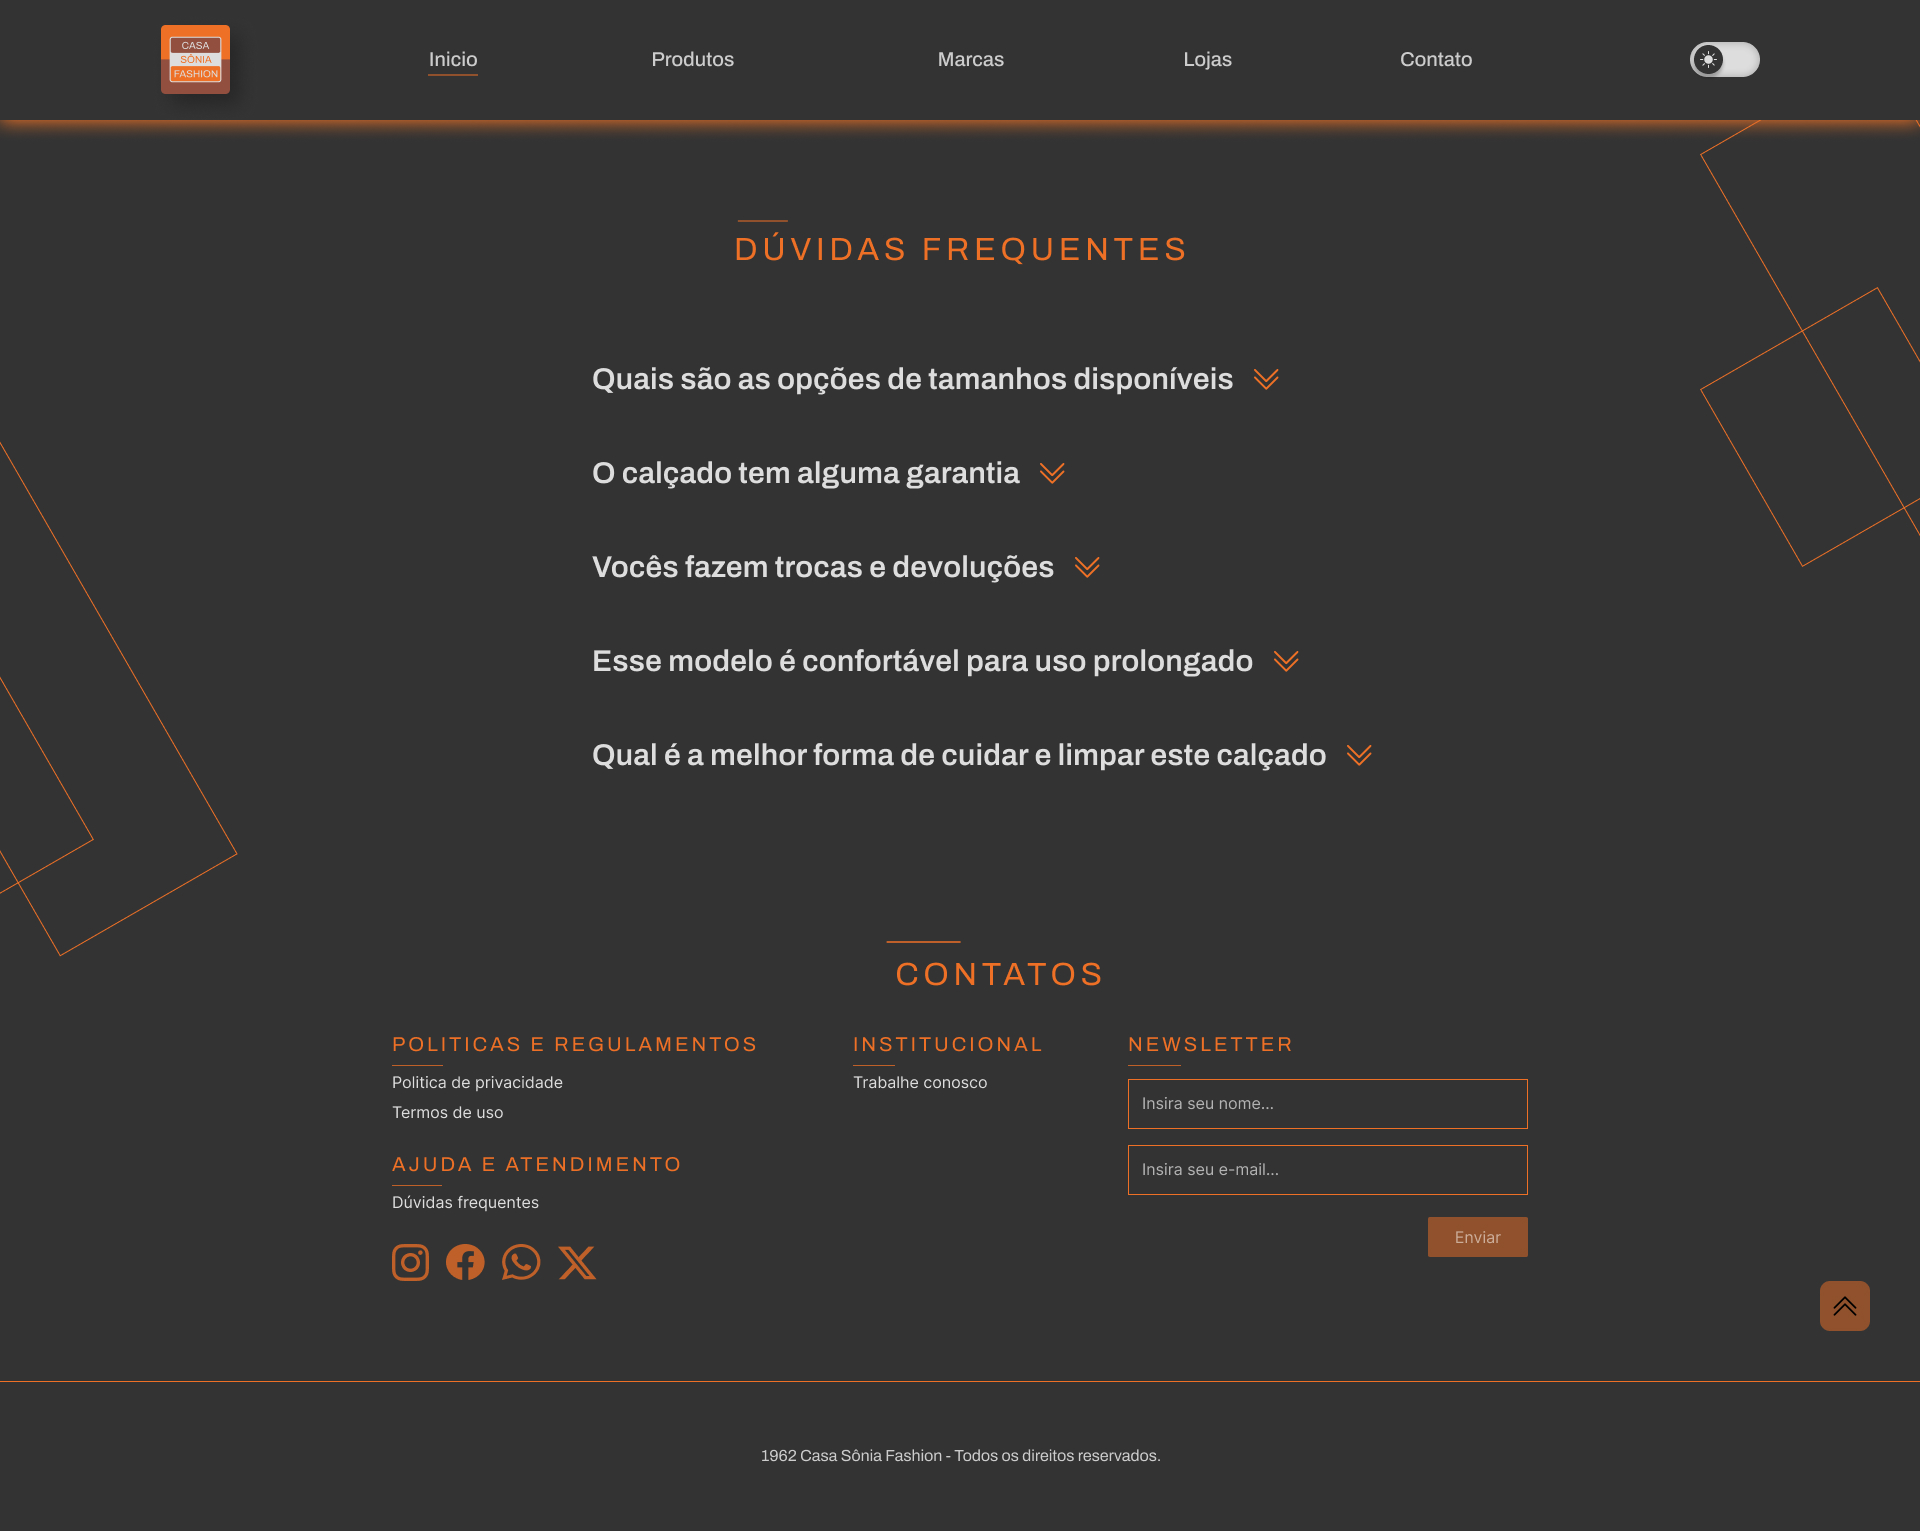 CASA
SÔNIA
FASHION
Inicio
Produtos
Marcas
Lojas
Contato
DÚVIDAS FREQUENTES
Quais são as opções de tamanhos disponíveis
O calçado tem alguma garantia
Vocês fazem trocas e devoluções
Esse modelo é confortável para uso prolongado
Qual é a melhor forma de cuidar e limpar este calçado
CONTATOS
POLITICAS E REGULAMENTOS
Politica de privacidade
Termos de uso
AJUDA E ATENDIMENTO
Dúvidas frequentes
INSTITUCIONAL
Trabalhe conosco
NEWSLETTER
Insira seu nome...
Insira seu e-mail...
Enviar
1962 Casa Sônia Fashion - Todos os direitos reservados.